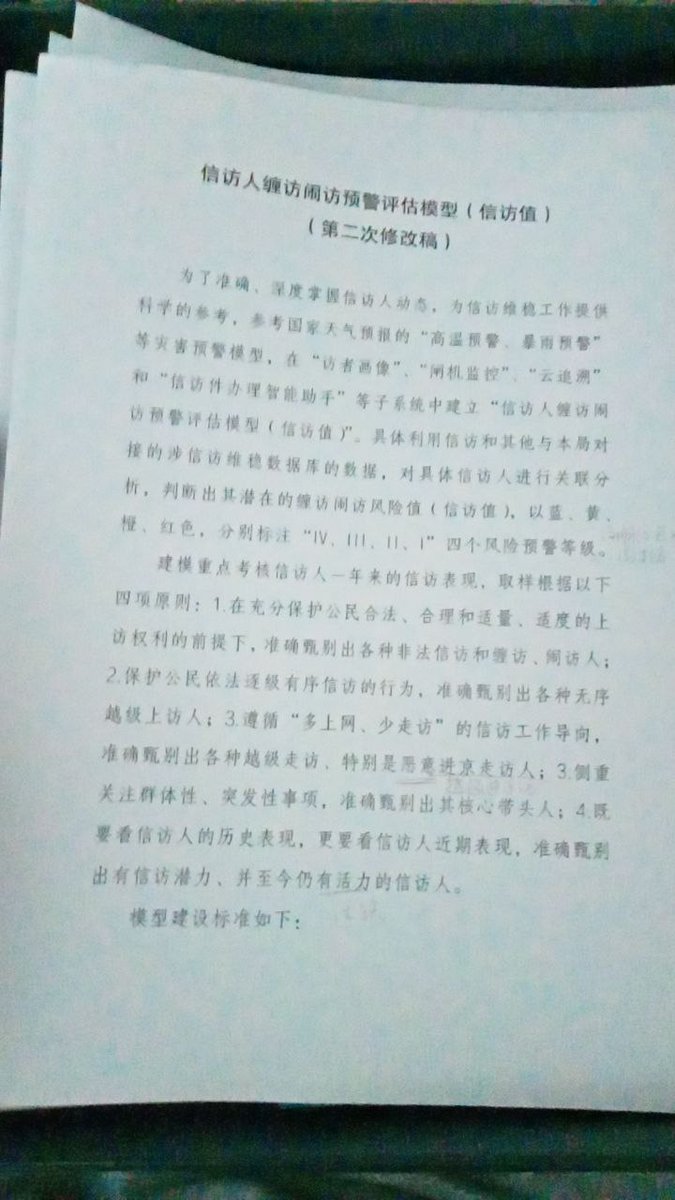 信访人缠访闹访预警评估模型（信访值）
（第二次修改稿）
为了准确、深度掌握信访人动态，为信访维稳工作提供
科学的参考，参考国家天气预报的“高温预警、暴雨预警”
等灾害预警模型，在“访者画像”、“闸机监控”、“云追溯”
和“信访件办理智能助手”等子系统中建立“信访人缠访闹
访预警评估模型（信访值）”。具体利用信访和其他与本局对
接的涉信访维稳数据库的数据，对具体信访人进行关联分
析，判断出其潜在的缠访闹访风险值（信访值），以蓝、黄、
橙、红色，分别标注“IV、III、II、I”四个风险预警等级。
建模重点考核信访人一年来的信访表现，取样根据以下
四项原则：1.在充分保护公民合法、合理和适量、适度的上
访权利的前提下，准确甄别出各种非法信访和缠访、闹访人；
2.保护公民依法逐级有序信访的行为，准确甄别出各种无序
越级上访人；3.遵循“多上网、少走访”的信访工作导向，
准确甄别出各种越级走访、特别是恶意进京走访人；3.侧重
关注群体性、突发性事项，准确甄别出其核心带头人；4.既
要看信访人的历史表现，更要看信访人近期表现，准确甄别
出有信访潜力、并至今仍有活力的信访人。
模型建设标准如下：